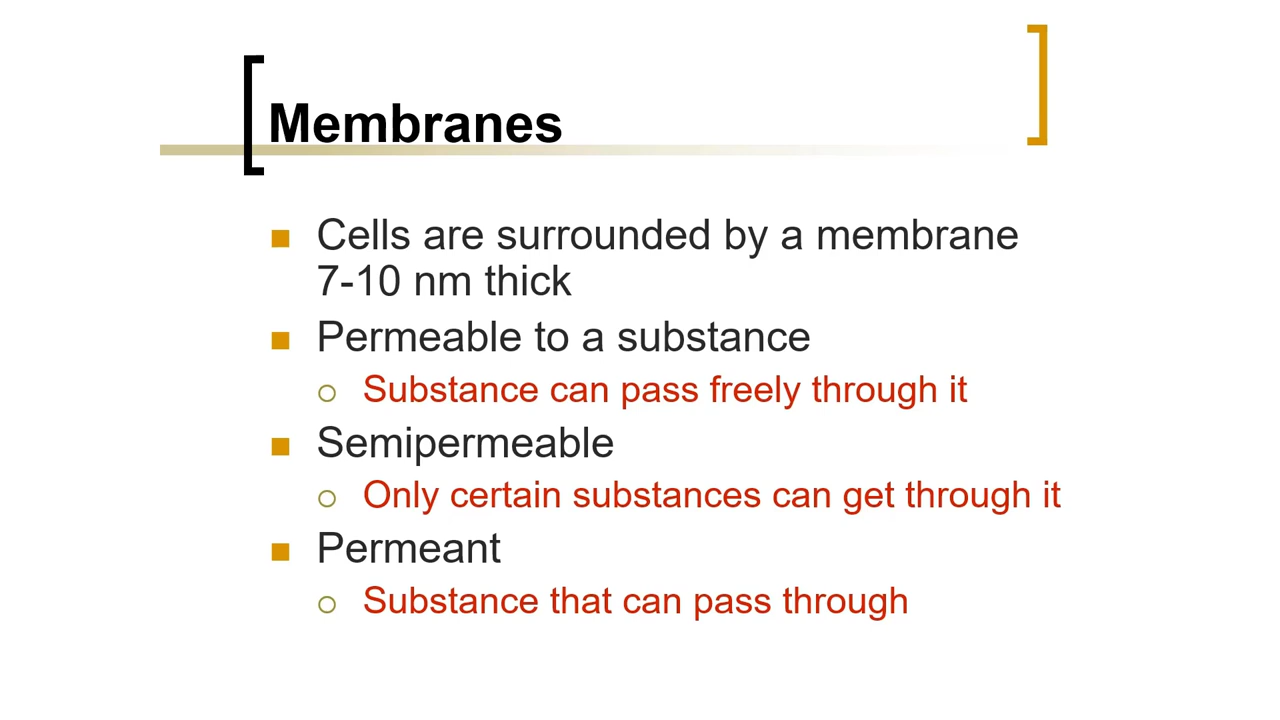 Membranes
Cells are surrounded by a membrane
7-10 nm thick
Permeable to a substance
Substance can pass freely through it
Semipermeable
Only certain substances can get through it
Permeant
Substance that can pass through